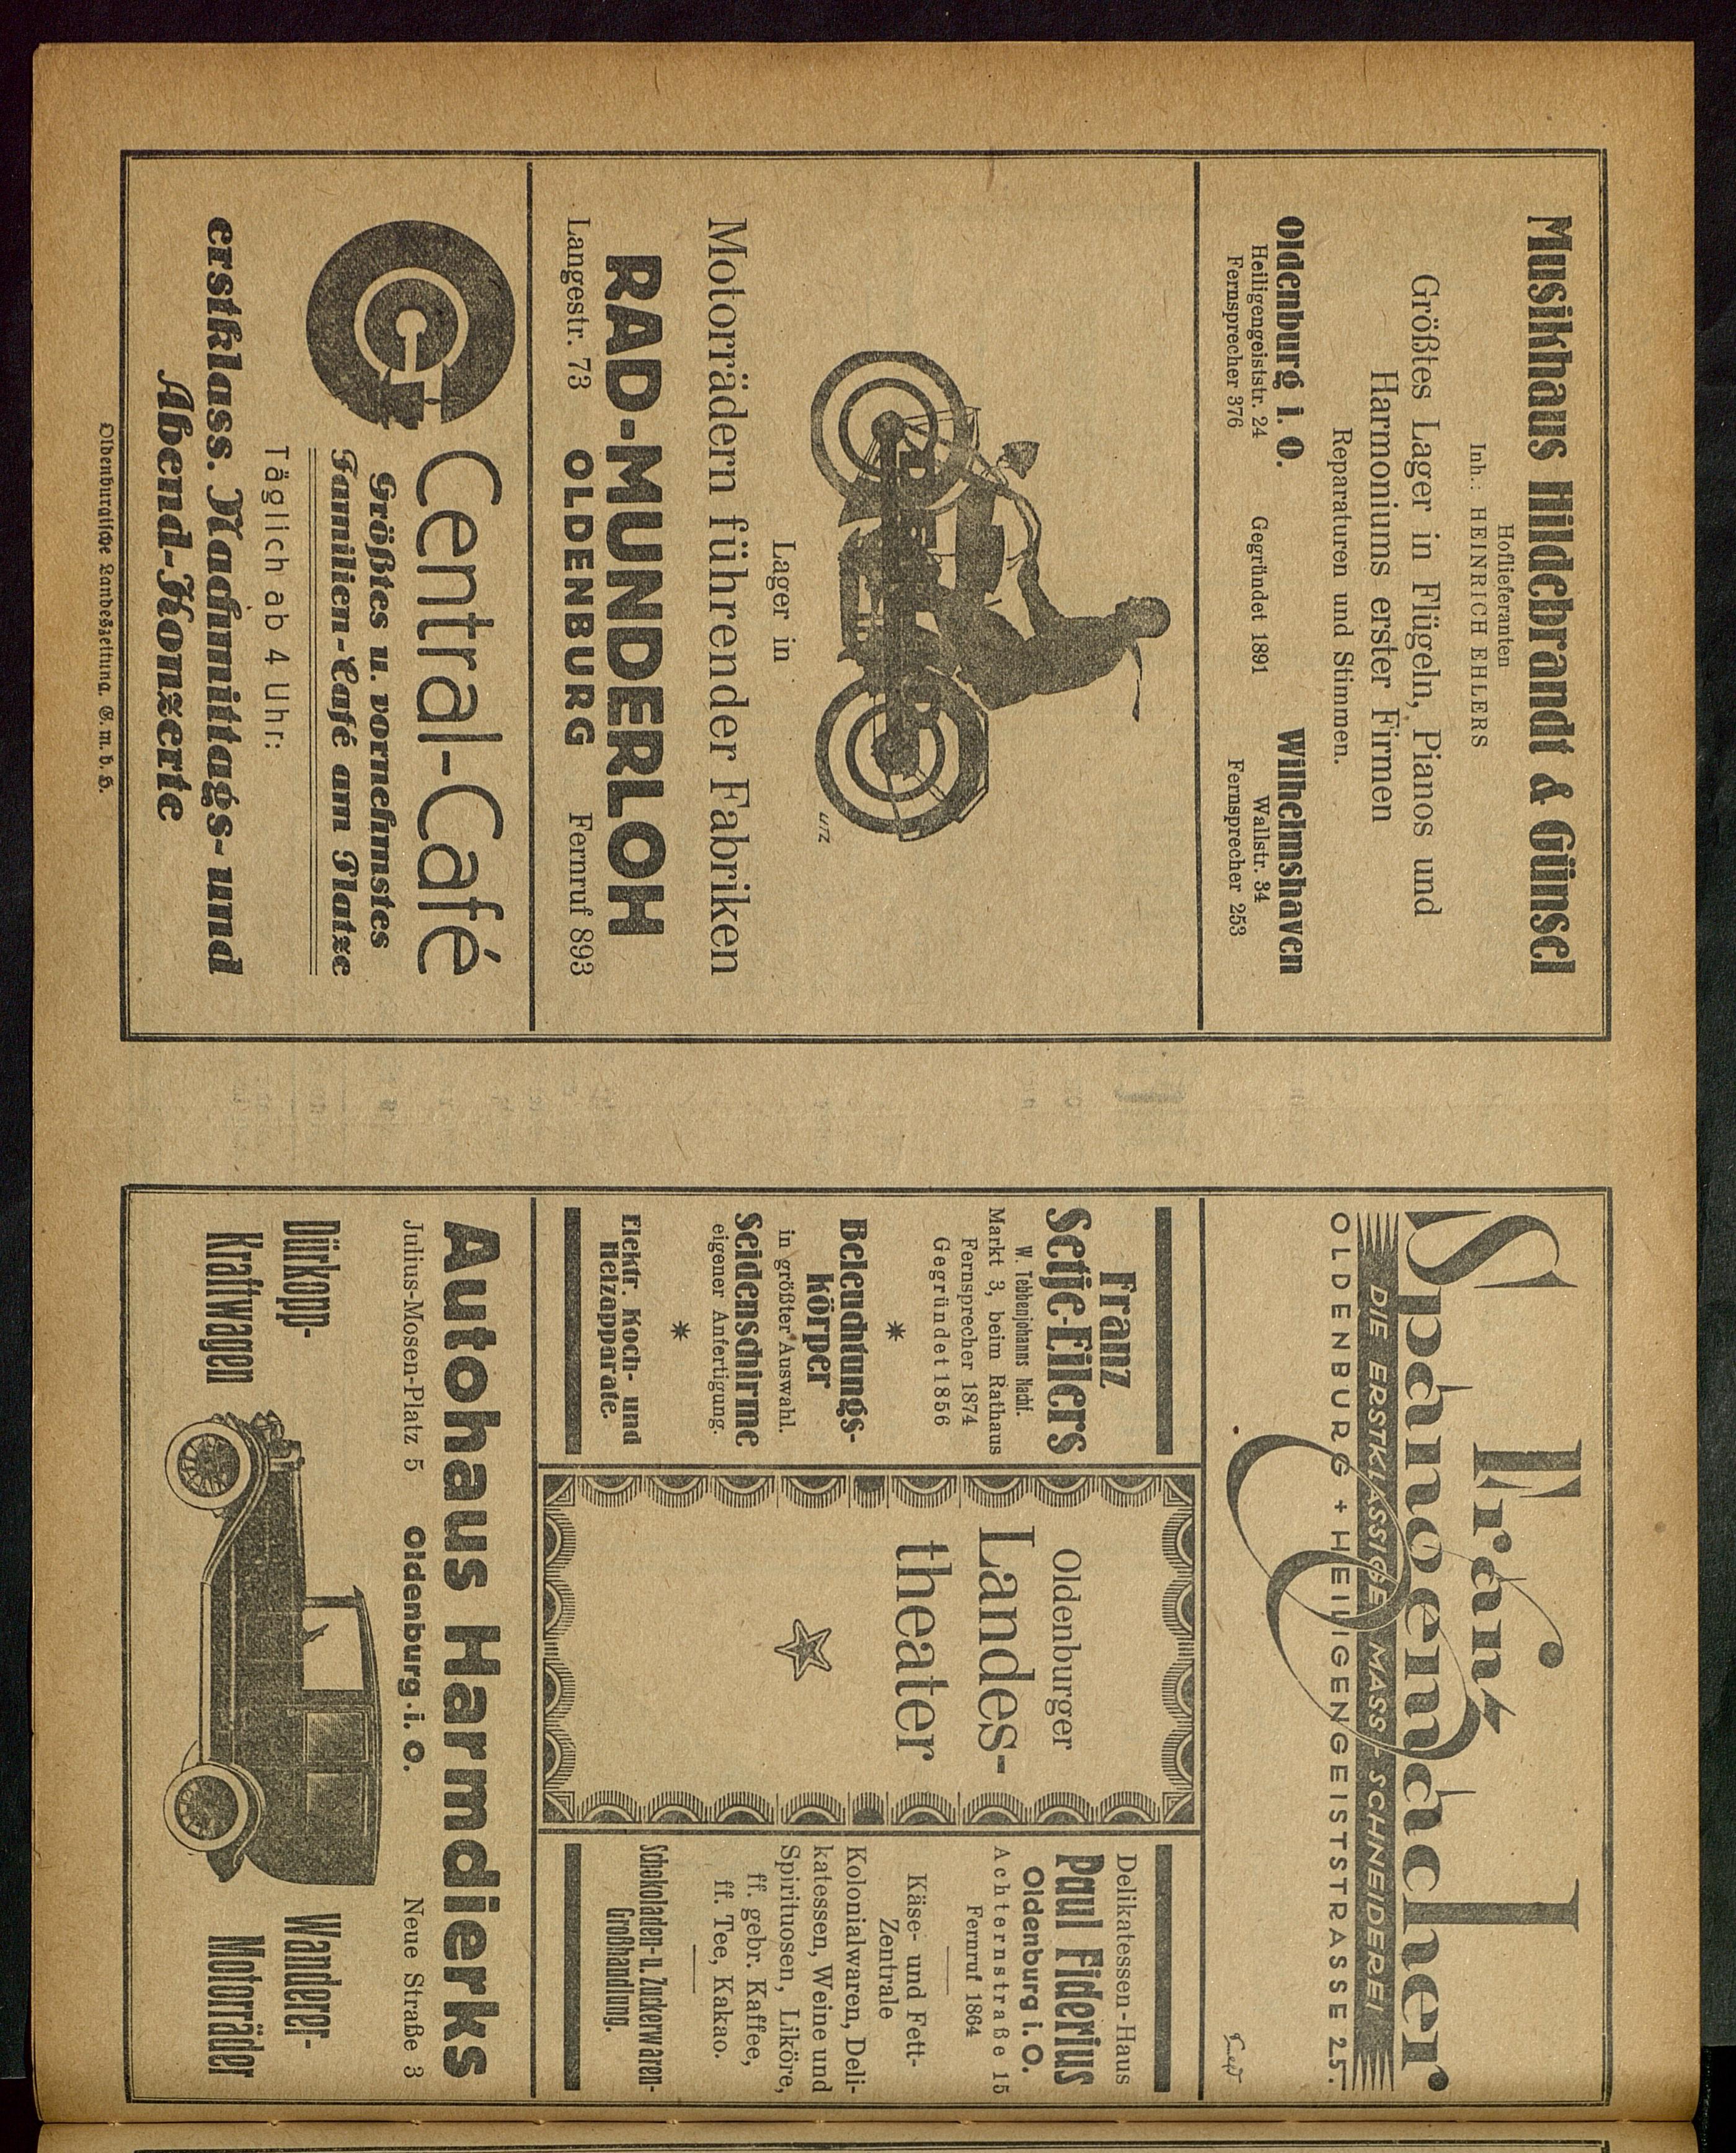 Musikhaus Hildebrandt & Günsel
Hoflieferanten
Inh.: HEINRICH EHLERS
Größtes Lager in Flügeln, Pianos und
Harmoniums erster Firmen
Reparaturen und Stimmen.
Oldenburg i. O.
Heiligengeiststr. 24
Fernsprecher 376
Gegründet 1891
Wilhelmshaven
Wallstr. 34
Fernsprecher 253
UTZ
Lager in
Motorrädern führender Fabriken
RAD-MUNDERLOH
Langestr. 73 OLDENBURG Fernruf 893
Central-Café
Größtes u. vornehmstes
Familien-Café am Platze
Täglich ab 4 Uhr:
erstklass. Nachmittags- und
Abend-Konzerte
Oldenburgische Landeszeitung, G. m. b. H.
Franz
Spandenmacher
DIE ERSTKLASSIGE MASS-SCHNEIDEREI
OLDENBURG + HEILIGENGEISTSTRASSE 25.
Franz
Setje-Eilers
W. Tebbenjohanns Nachf.
Markt 3, beim Rathaus
Fernsprecher 1874
Gegründet 1856
Beleuchtungs-
körper
in größter Auswahl.
Seidenschirme
eigener Anfertigung.
Elektr. Koch- und
Heizapparate.
Oldenburger
Landes-
theater
Delikatessen-Haus
Paul Fiderius
Oldenburg i. O.
Achternstraße 15
Fernruf 1864
Käse- und Fett-
Zentrale
Kolonialwaren, Deli-
katessen, Weine und
Spirituosen, Liköre,
ff. gebr. Kaffee,
ff. Tee, Kakao.
Schokoladen- u. Zuckerwaren-
Großhandlung.
Autohaus Harmdierks
Julius-Mosen-Platz 5 Oldenburg i. O. Neue Straße 3
Dürkopp-
Kraftwagen
Wanderer-
Motorräder